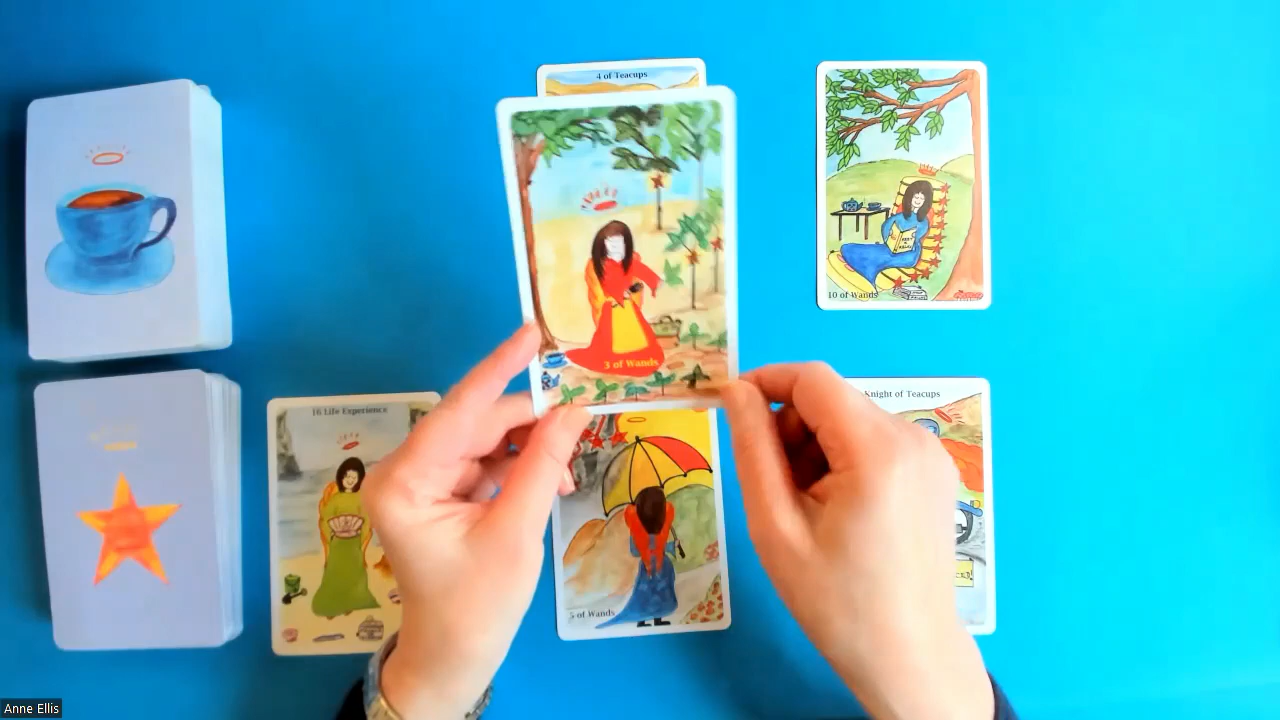 4 of Teacups
3 of Wands
10 of Wands
16 Life Experience
5 of Wands
Knight of Teacups
Anne Ellis